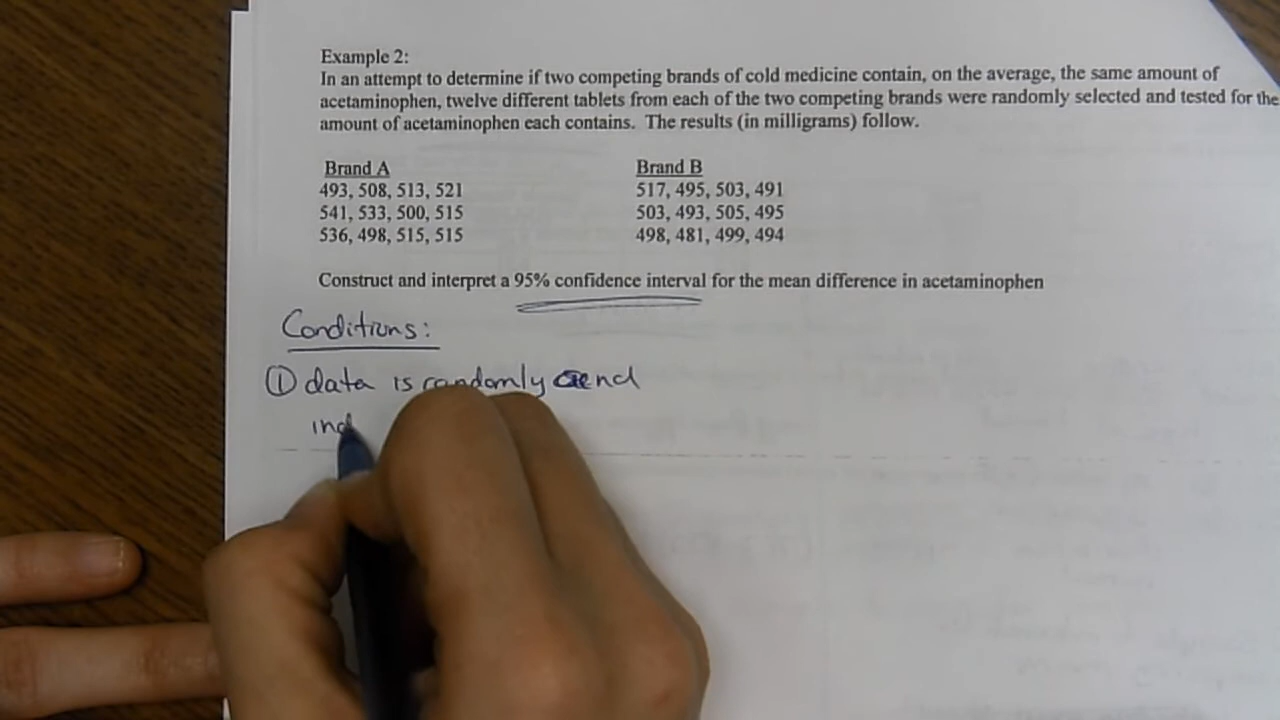 Example 2:
In an attempt to determine if two competing brands of cold medicine contain, on the average, the same amount of
acetaminophen, twelve different tablets from each of the two competing brands were randomly selected and tested for the
amount of acetaminophen each contains. The results (in milligrams) follow.
Brand A
493, 508, 513, 521
541, 533, 500, 515
536, 498, 515, 515
Brand B
517, 495, 503, 491
503, 493, 505, 495
498, 481, 499, 494
Construct and interpret a 95% confidence interval for the mean difference in acetaminophen
Conditions:
① data is randomly and
ind